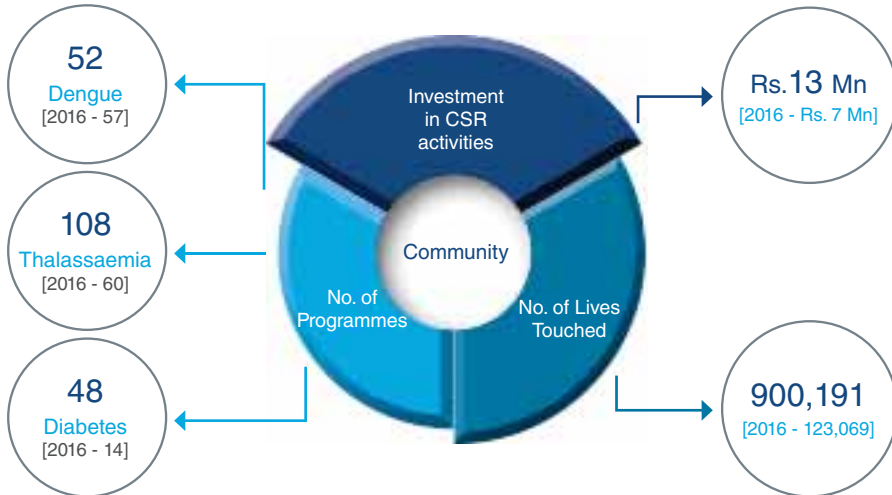 52
Dengue
[2016 - 57]
108
Thalassaemia
[2016 - 60]
48
Diabetes
[2016 - 14]
Investment
in CSR
activities
Community
No. of
Programmes
No. of Lives
Touched
Rs.13 Mn
[2016 - Rs. 7 Mn]
900,191
[2016 - 123,069]